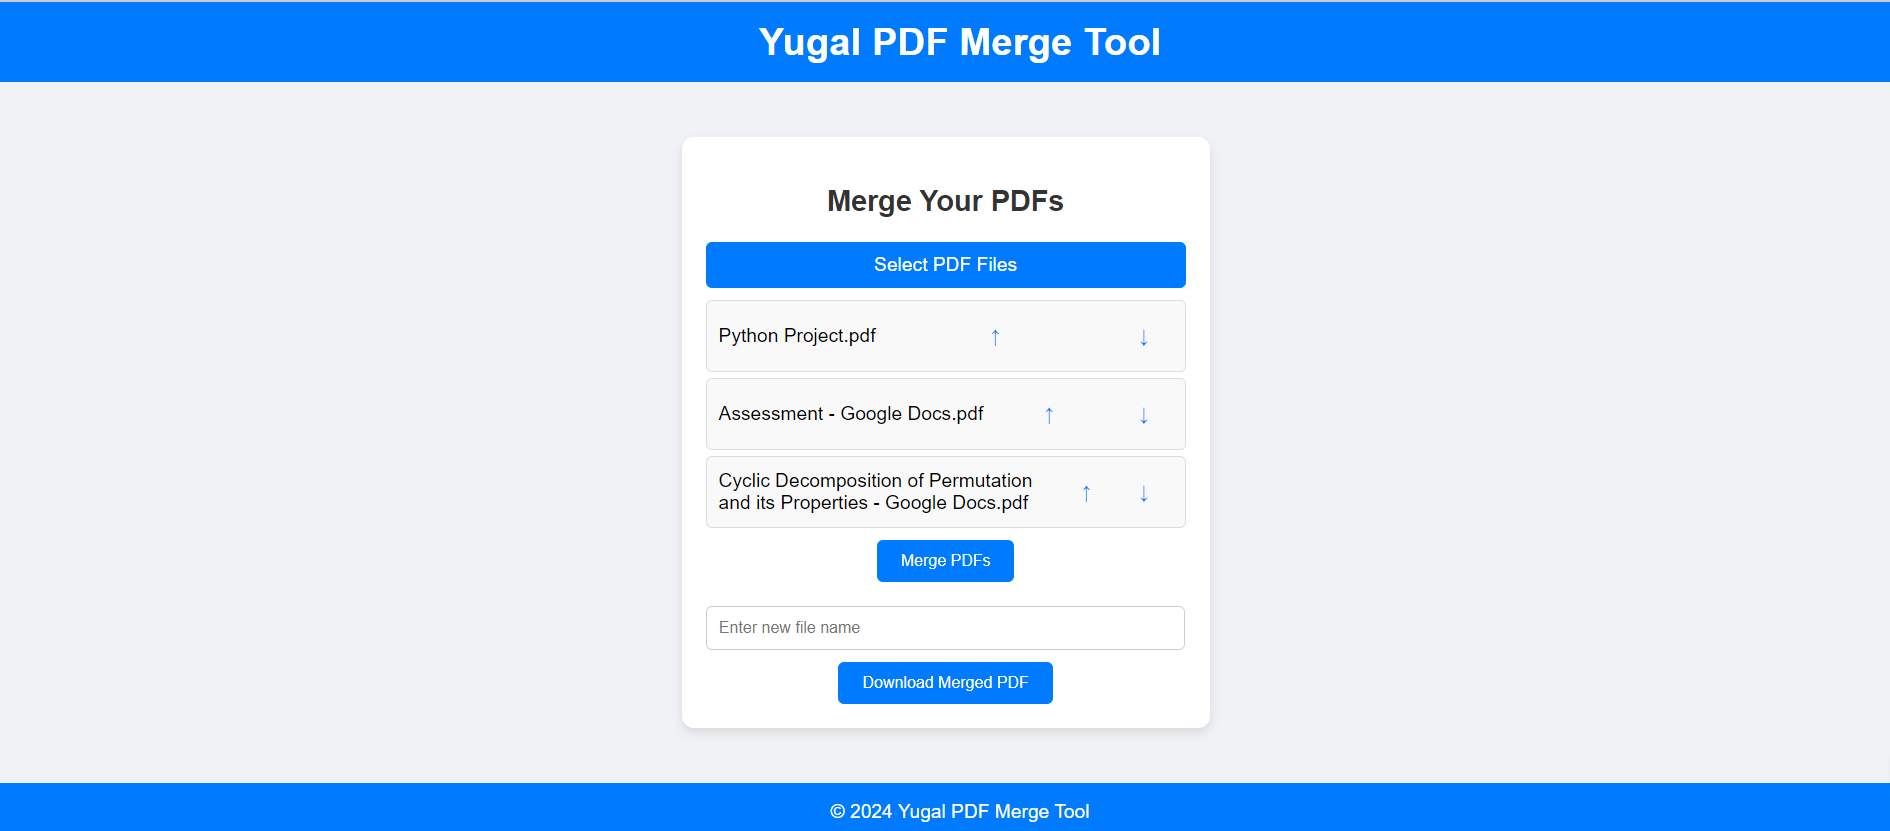 Yugal PDF Merge Tool
Merge Your PDFs
Select PDF Files
Python Project.pdf ↑ ↓
Assessment - Google Docs.pdf ↑ ↓
Cyclic Decomposition of Permutation
and its Properties - Google Docs.pdf ↑ ↓
Merge PDFs
Enter new file name
Download Merged PDF
© 2024 Yugal PDF Merge Tool